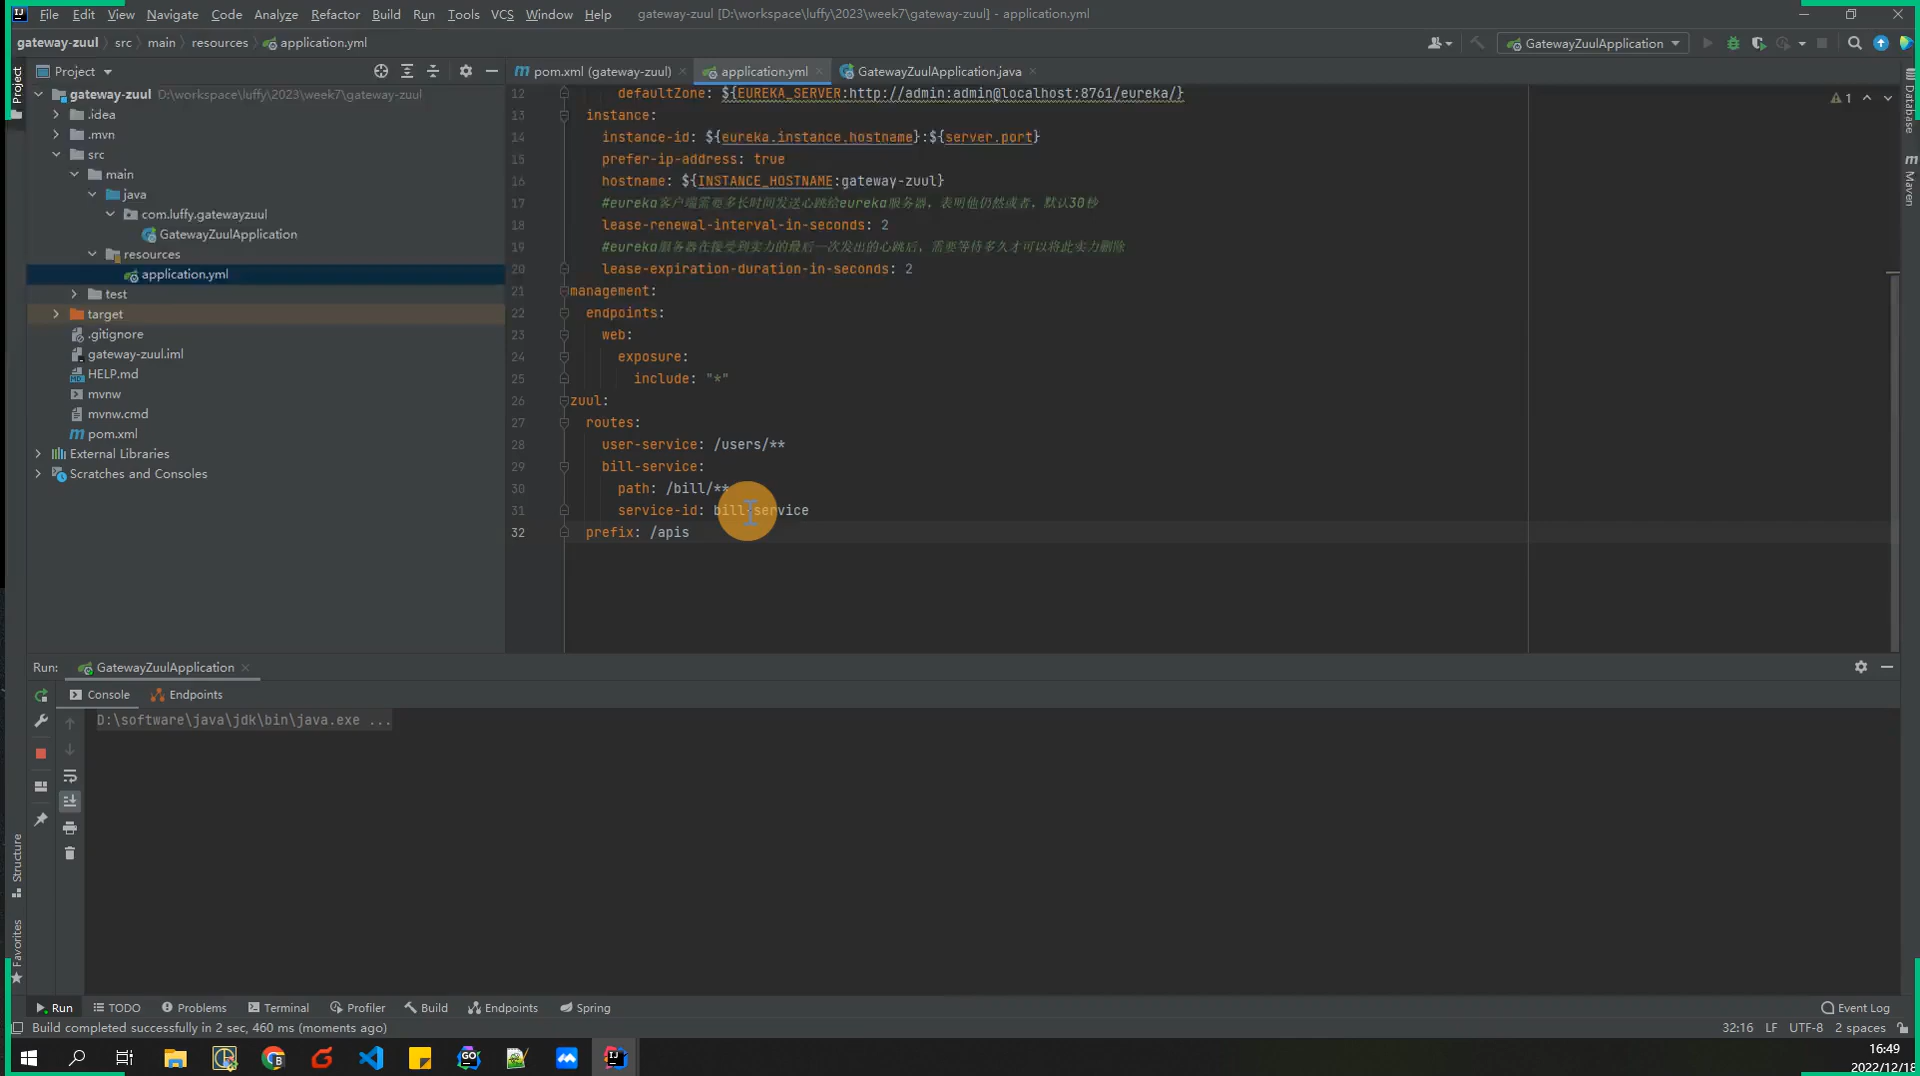 File Edit View Navigate Code Analyze Refactor Build Run Tools VCS Window Help gateway-zuul [D:\workspace\luffy\2023\week7\gateway-zuul] - application.yml
gateway-zuul src main resources application.yml
GatewayZuulApplication
Project
pom.xml (gateway-zuul) application.yml GatewayZuulApplication.java
gateway-zuul D:\workspace\luffy\2023\week7\gateway-zuul
.idea
.mvn
src
main
java
com.luffy.gatewayzuul
GatewayZuulApplication
resources
application.yml
test
target
.gitignore
gateway-zuul.iml
HELP.md
mvnw
mvnw.cmd
pom.xml
External Libraries
Scratches and Consoles
12 defaultZone: ${EUREKA_SERVER:http://admin:admin@localhost:8761/eureka/}
13 instance:
14 instance-id: ${eureka.instance.hostname}:${server.port}
15 prefer-ip-address: true
16 hostname: ${INSTANCE_HOSTNAME:gateway-zuul}
17 #eureka客户端需要多长时间发送心跳给eureka服务器，表明他仍然或者，默认30秒
18 lease-renewal-interval-in-seconds: 2
19 #eureka服务器在接受到实力的最后一次发出的心跳后，需要等待多久才可以将此实力删除
20 lease-expiration-duration-in-seconds: 2
21 management:
22 endpoints:
23 web:
24 exposure:
25 include: "*"
26 zuul:
27 routes:
28 user-service: /users/**
29 bill-service:
30 path: /bill/**
31 service-id: bill-service
32 prefix: /apis
1
Project
Structure
Favorites
Database
Maven
Run: GatewayZuulApplication
Console Endpoints
D:\software\java\jdk\bin\java.exe ...
Run TODO Problems Terminal Profiler Build Endpoints Spring Event Log
Build completed successfully in 2 sec, 460 ms (moments ago) 32:16 LF UTF-8 2 spaces
16:49
2022/12/18